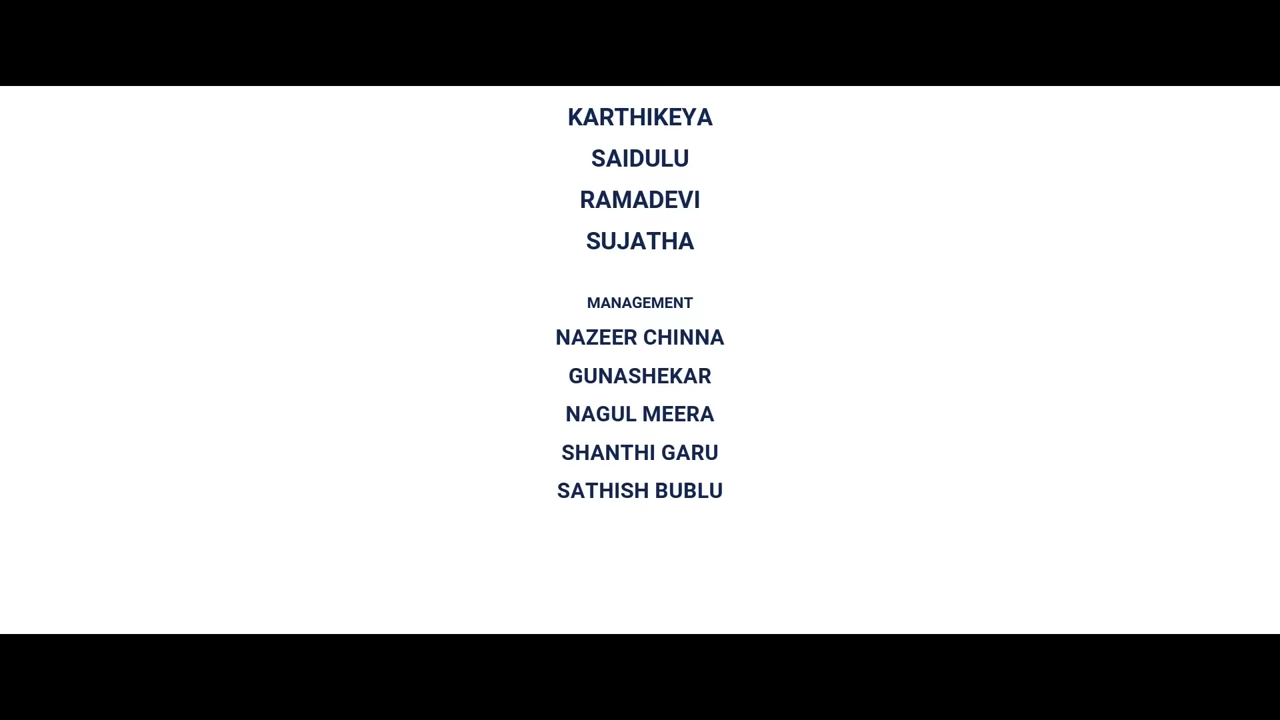 KARTHIKEYA
SAIDULU
RAMADEVI
SUJATHA
MANAGEMENT
NAZEER CHINNA
GUNASHEKAR
NAGUL MEERA
SHANTHI GARU
SATHISH BUBLU